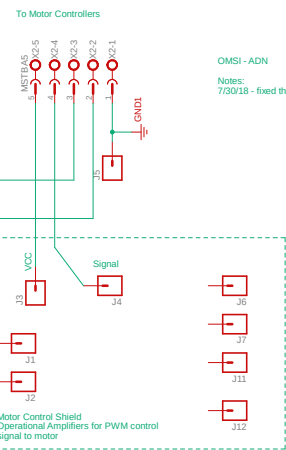 To Motor Controllers
X2-5
X2-4
X2-3
X2-2
X2-1
MSTBA5
5
4
3
2
1
OMSI - ADN
Notes:
7/30/18 - fixed th
GND1
J5
VCC
Signal
J3
J4
J6
J7
J1
J11
J2
J12
Motor Control Shield
Operational Amplifiers for PWM control
signal to motor